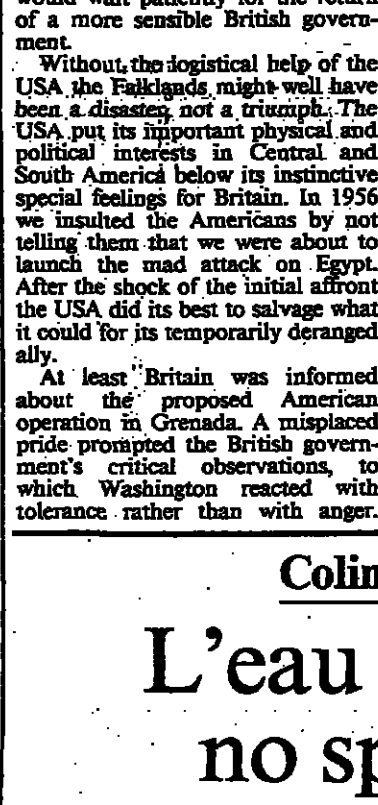 would wait patiently for the return
of a more sensible British govern-
ment.
Without the logistical help of the
USA the Falklands might well have
been a disaster, not a triumph. The
USA put its important physical and
political interests in Central and
South America below its instinctive
special feelings for Britain. In 1956
we insulted the Americans by not
telling them that we were about to
launch the mad attack on Egypt.
After the shock of the initial affront
the USA did its best to salvage what
it could for its temporarily deranged
ally.
At least Britain was informed
about the proposed American
operation in Grenada. A misplaced
pride prompted the British govern-
ment's critical observations, to
which Washington reacted with
tolerance rather than with anger.
Colin
L'eau
no sp